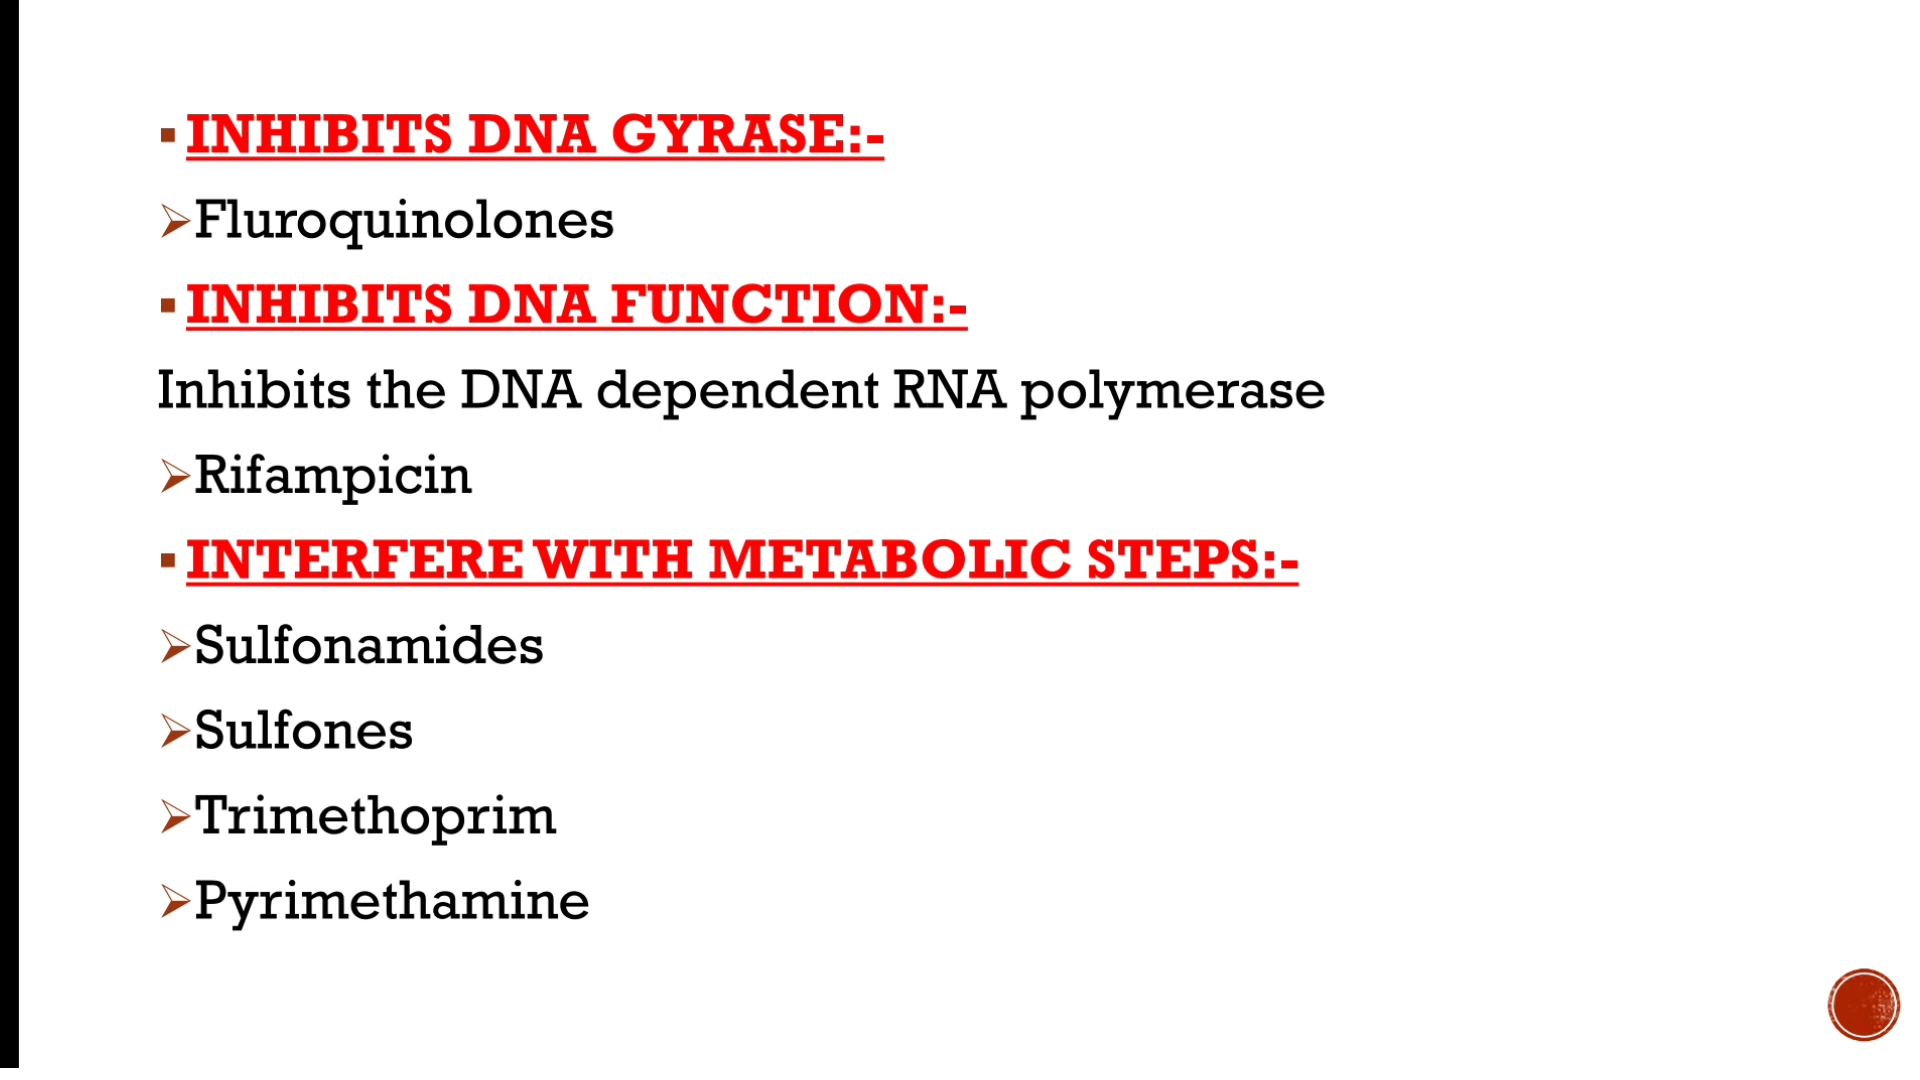 ▪ INHIBITS DNA GYRASE:-
➢Fluroquinolones
▪ INHIBITS DNA FUNCTION:-
Inhibits the DNA dependent RNA polymerase
➢Rifampicin
▪ INTERFERE WITH METABOLIC STEPS:-
➢Sulfonamides
➢Sulfones
➢Trimethoprim
➢Pyrimethamine